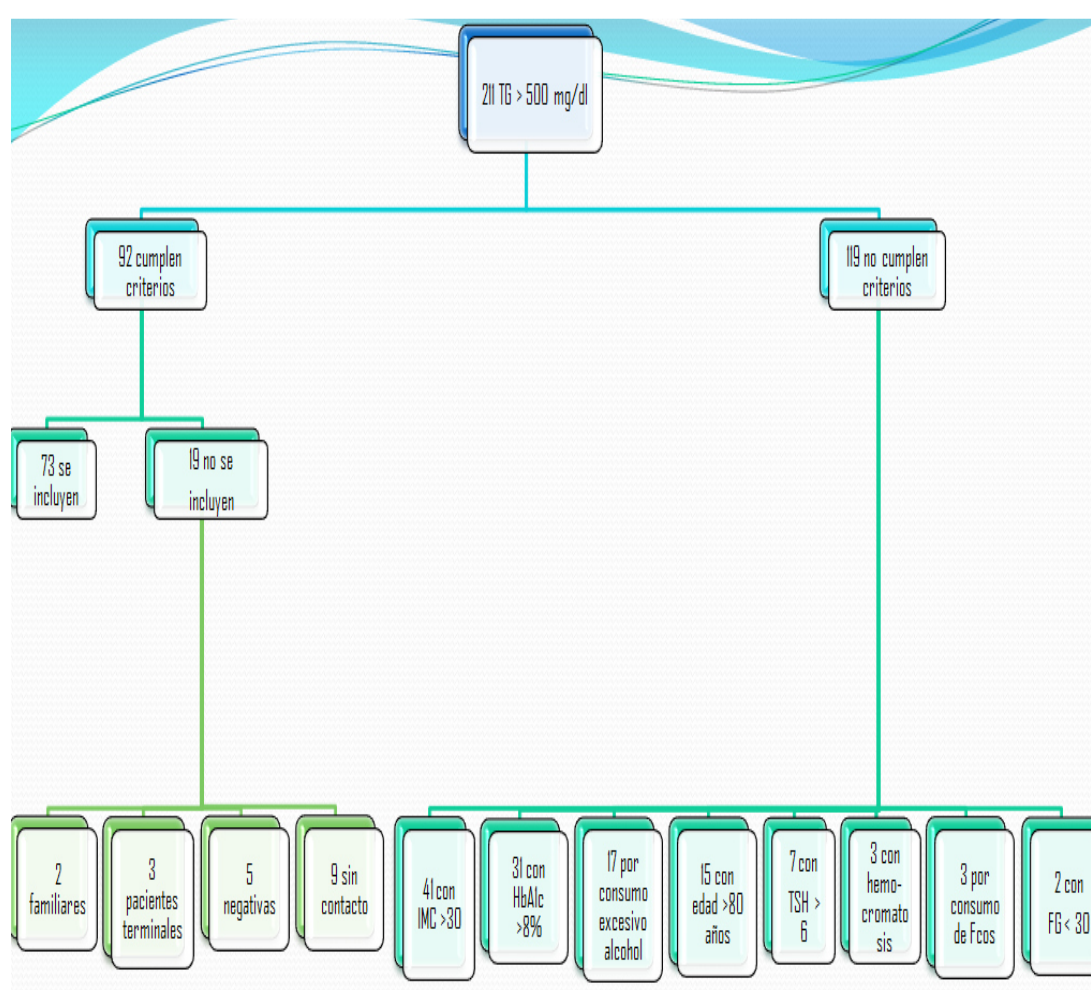 211 TG > 500 mg/dl
92 cumplen
criterios
119 no cumplen
criterios
73 se
incluyen
19 no se
incluyen
2
familiares
3
pacientes
terminales
5
negativas
9 sin
contacto
41 con
IMC >30
31 con
HbA1c
>8%
17 por
consumo
excesivo
alcohol
15 con
edad >80
años
7 con
TSH >
6
3 con
hemo-
cromato
sis
3 por
consumo
de Fcos
2 con
FG < 30